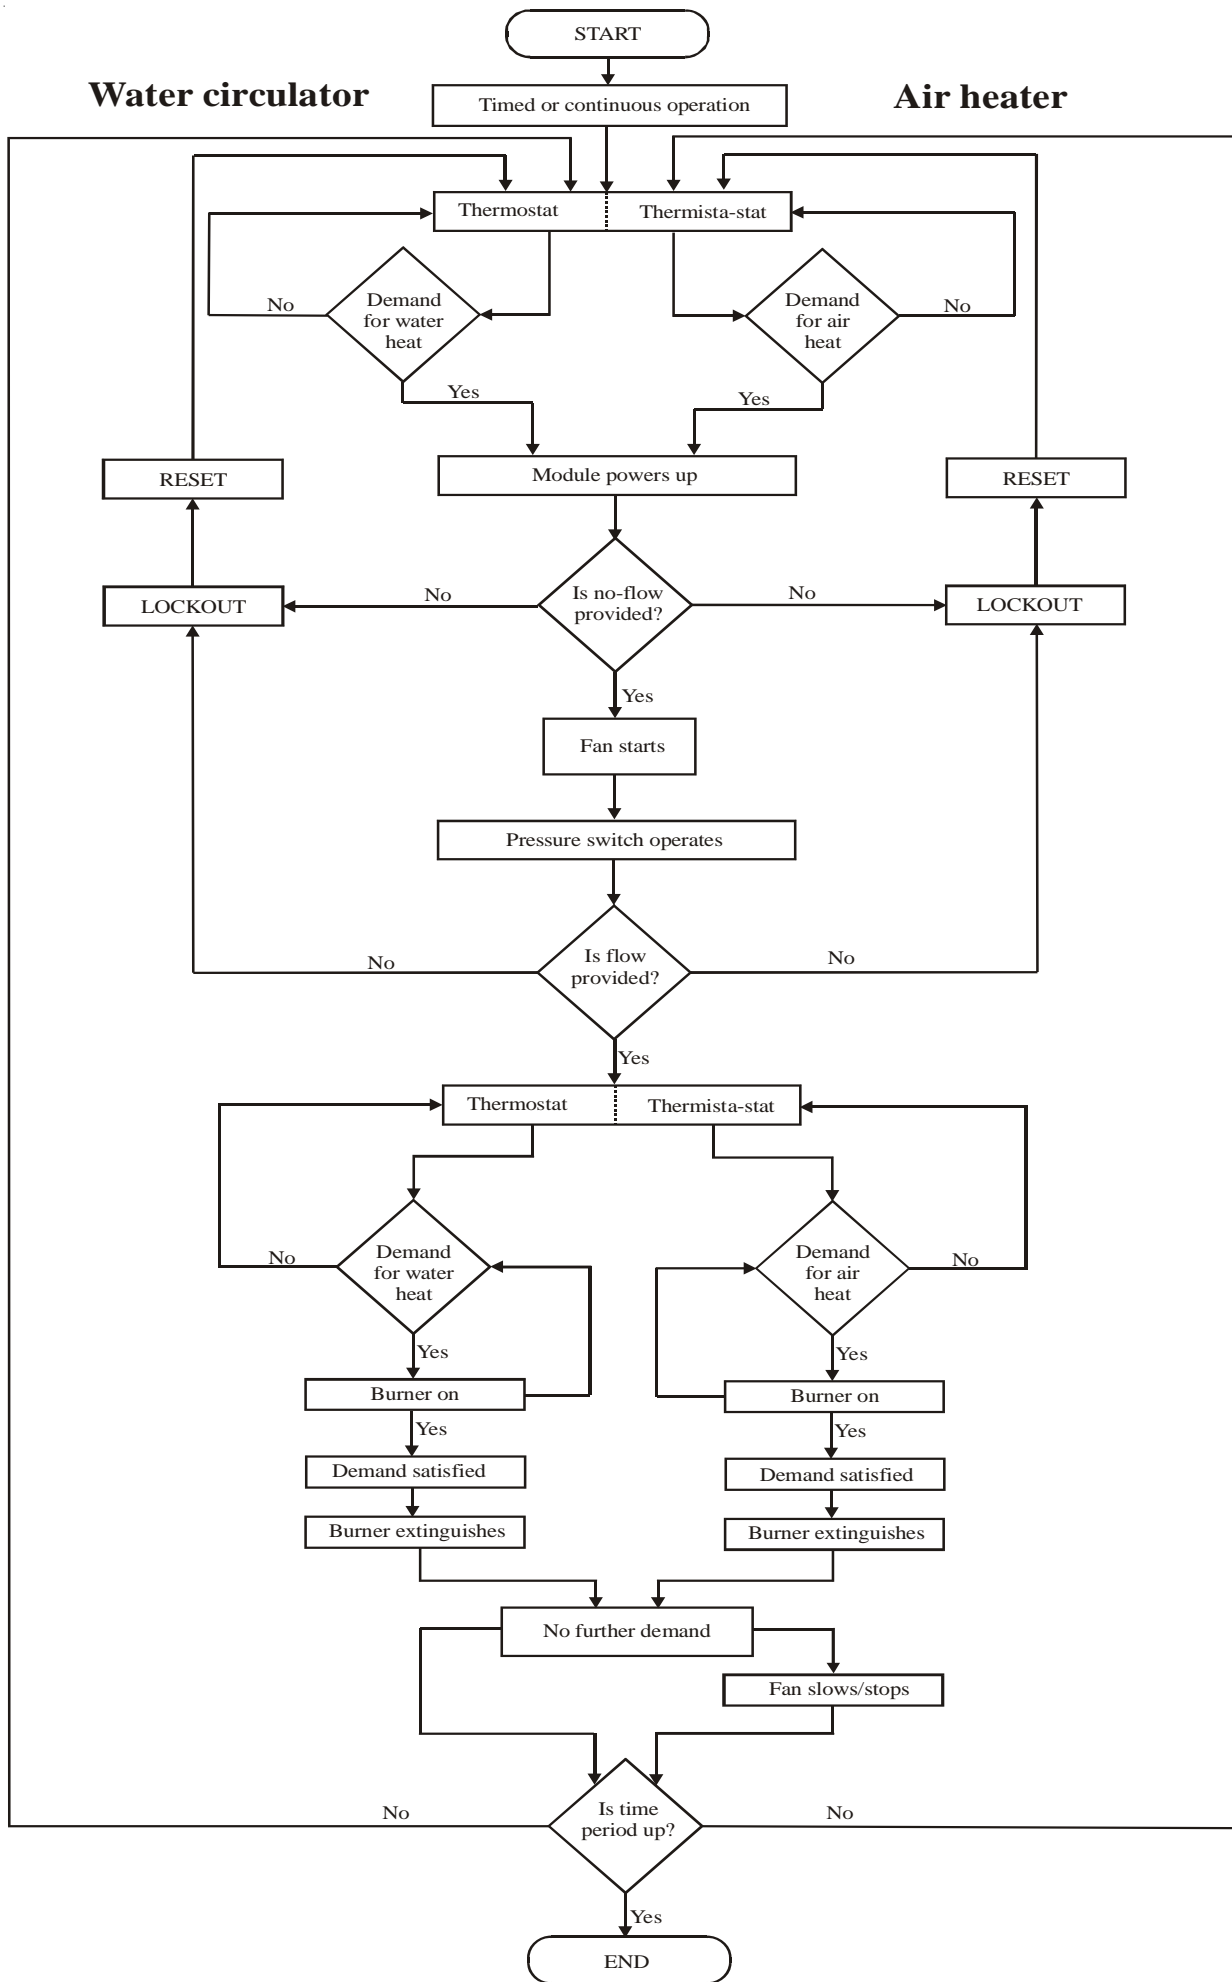 START
Water circulator
Timed or continuous operation
Air heater
Thermostat
Thermista-stat
No
Demand
for water
heat
Demand
for air
heat
No
Yes
Yes
RESET
Module powers up
RESET
LOCKOUT
No
Is no-flow
provided?
No
LOCKOUT
Yes
Fan starts
Pressure switch operates
No
Is flow
provided?
No
Yes
Thermostat
Thermista-stat
No
Demand
for water
heat
Demand
for air
heat
No
Yes
Yes
Burner on
Burner on
Yes
Yes
Demand satisfied
Demand satisfied
Burner extinguishes
Burner extinguishes
No further demand
Fan slows/stops
No
Is time
period up?
No
Yes
END